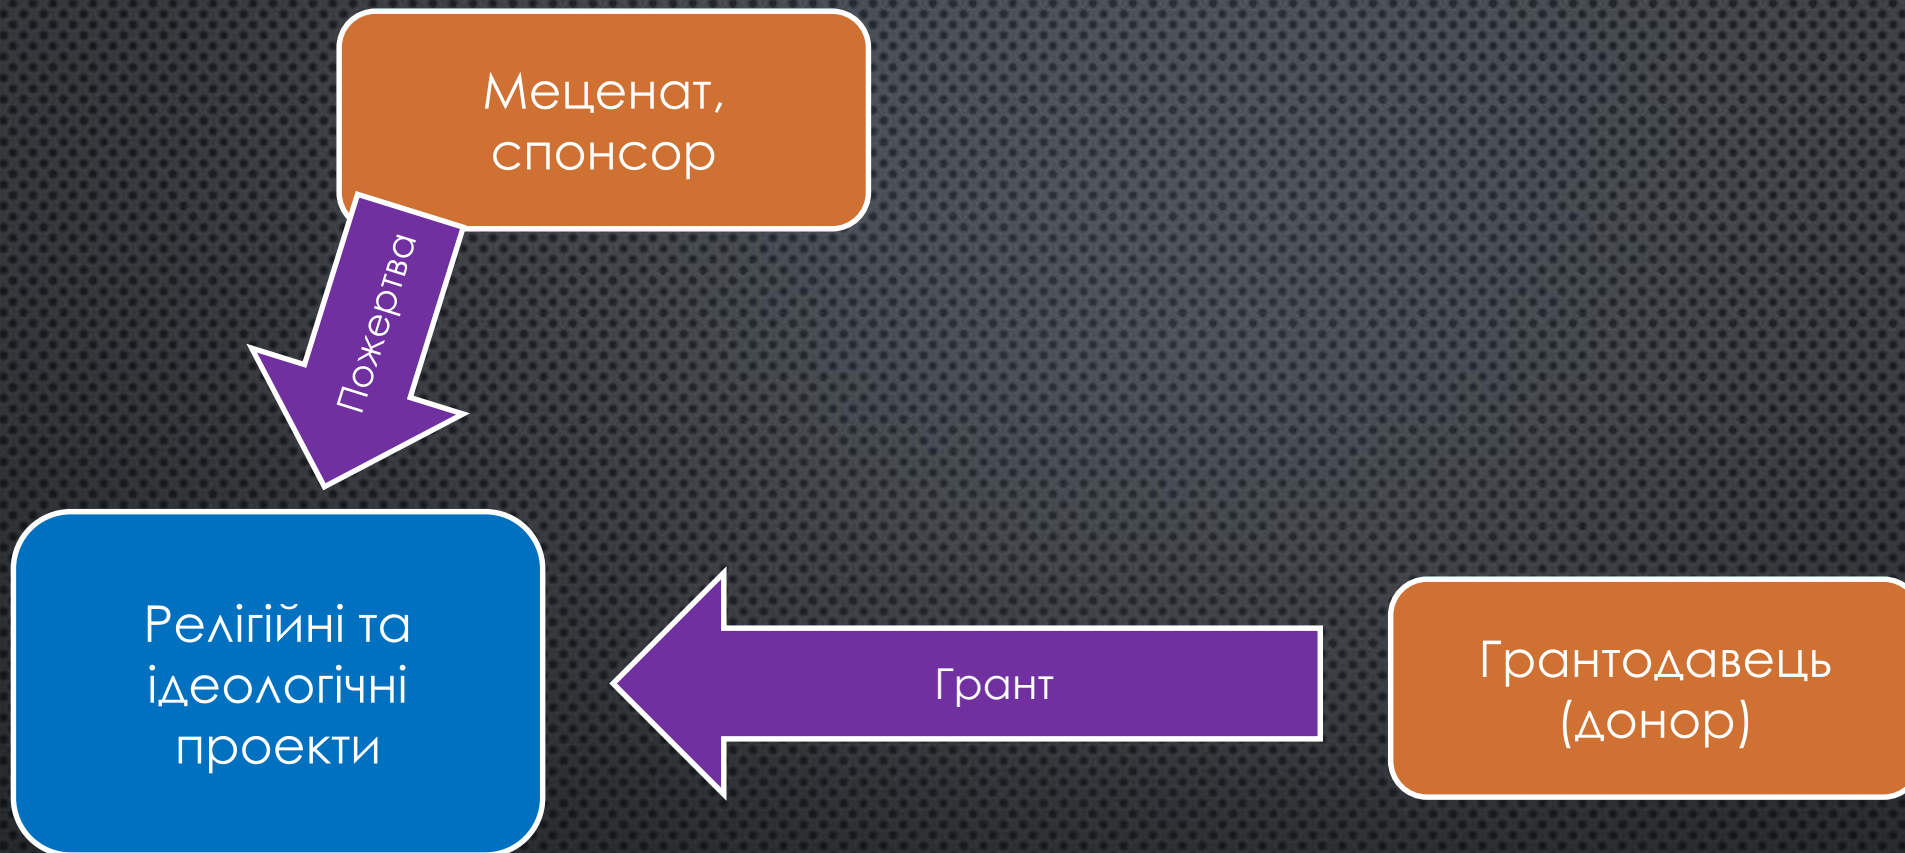 Меценат,
спонсор
Пожертва
Релігійні та
ідеологічні
проекти
Грант
Грантодавець
(донор)